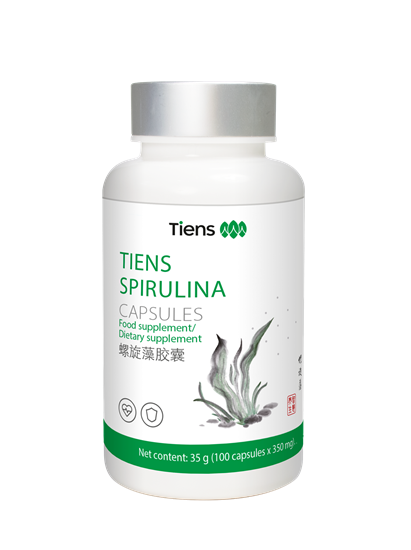 Tiens
TIENS
SPIRULINA
CAPSULES
Food supplement/
Dietary supplement
螺旋藻胶囊
Net content: 35 g (100 capsules x 350 mg)